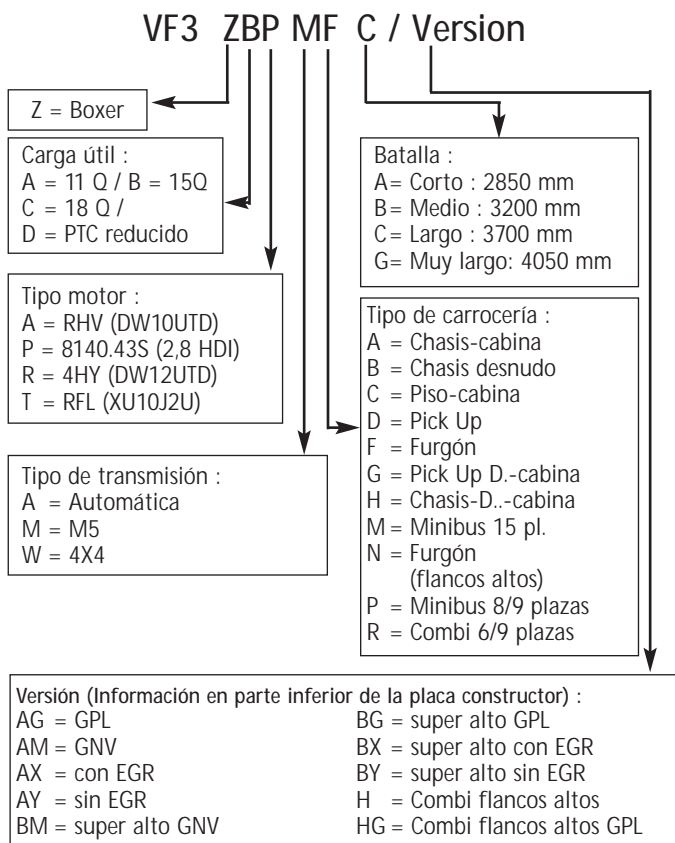 VF3 ZBP MF C / Version
Z = Boxer
Carga útil :
A = 11 Q / B = 15Q
C = 18 Q /
D = PTC reducido
Tipo motor :
A = RHV (DW10UTD)
P = 8140.43S (2,8 HDI)
R = 4HY (DW12UTD)
T = RFL (XU10J2U)
Tipo de transmisión :
A = Automática
M = M5
W = 4X4
Batalla :
A= Corto : 2850 mm
B= Medio : 3200 mm
C= Largo : 3700 mm
G= Muy largo: 4050 mm
Tipo de carrocería :
A = Chasis-cabina
B = Chasis desnudo
C = Piso-cabina
D = Pick Up
F = Furgón
G = Pick Up D.-cabina
H = Chasis-D..-cabina
M = Minibus 15 pl.
N = Furgón
(flancos altos)
P = Minibus 8/9 plazas
R = Combi 6/9 plazas
Versión (Información en parte inferior de la placa constructor) :
AG = GPL
AM = GNV
AX = con EGR
AY = sin EGR
BM = super alto GNV
BG = super alto GPL
BX = super alto con EGR
BY = super alto sin EGR
H = Combi flancos altos
HG = Combi flancos altos GPL